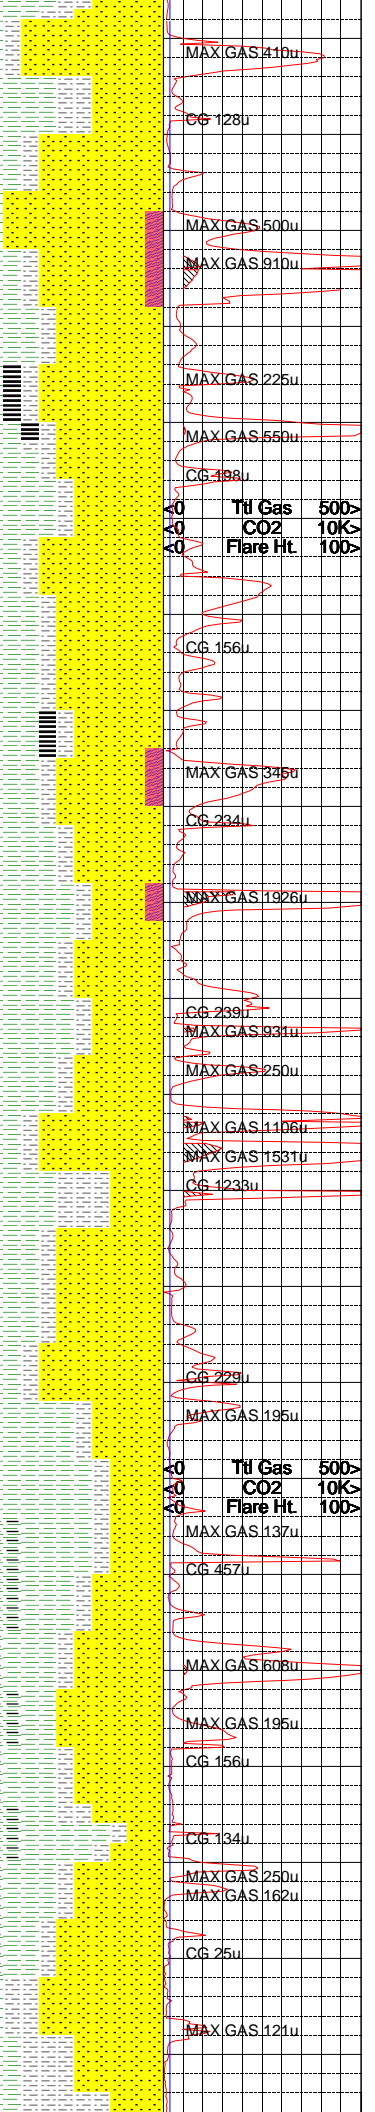 MAX GAS 410u
CG 128u
MAX GAS 500u
MAX GAS 910u
MAX GAS 225u
MAX GAS 550u
CG 198u
<0 Ttl Gas 500>
<0 CO2 10K>
<0 Flare Ht. 100>
CG 156u
MAX GAS 345u
CG 234u
MAX GAS 1926u
CG 239u
MAX GAS 931u
MAX GAS 250u
MAX GAS 1106u
MAX GAS 1531u
CG 1233u
CG 229u
MAX GAS 195u
<0 Ttl Gas 500>
<0 CO2 10K>
<0 Flare Ht. 100>
MAX GAS 137u
CG 457u
MAX GAS 608u
MAX GAS 195u
CG 156u
CG 134u
MAX GAS 250u
MAX GAS 162u
CG 25u
MAX GAS 121u